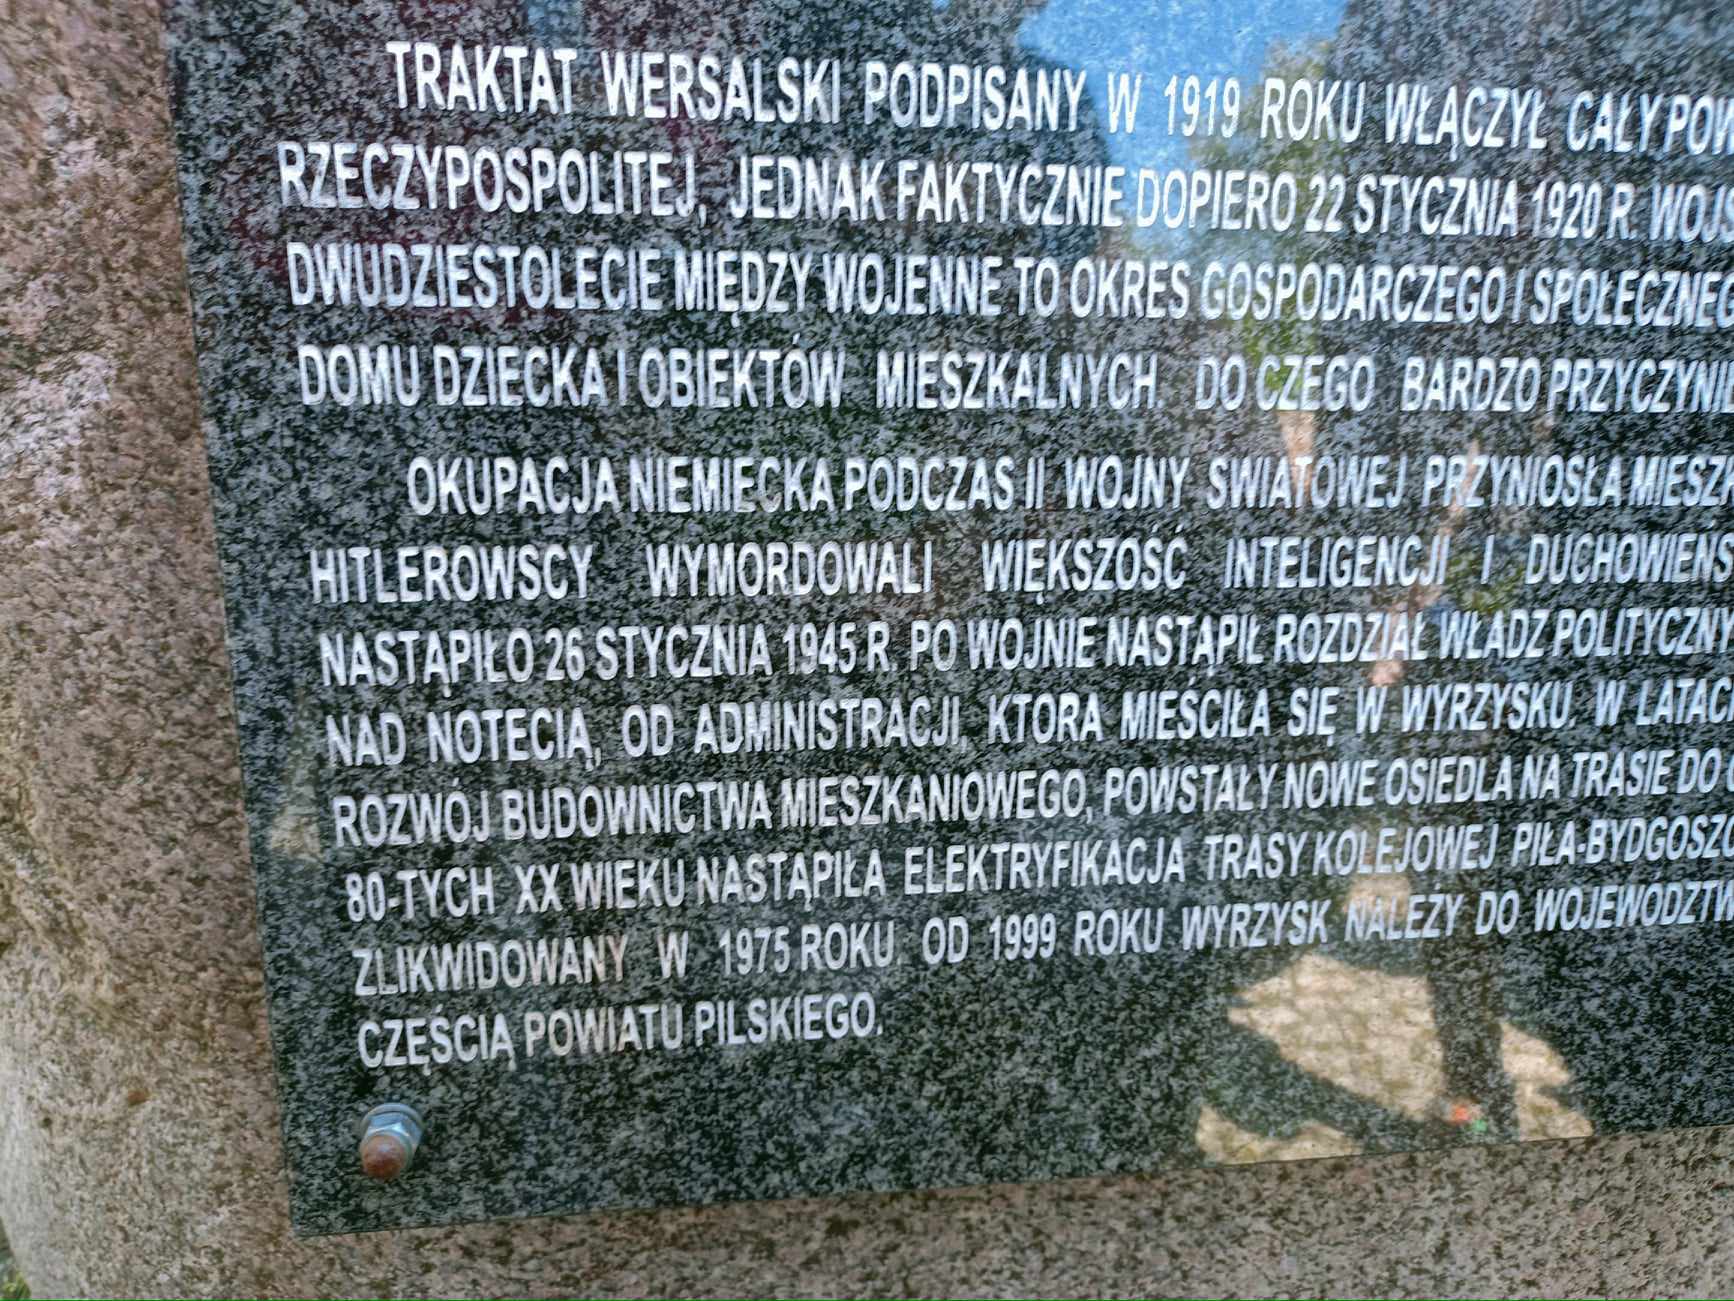 TRAKTAT WERSALSKI PODPISANY W 1919 ROKU WŁĄCZYŁ CAŁY
RZECZYPOSPOLITEJ, JEDNAK FAKTYCZNIE DOPIERO 22 STYCZNIA 1920 R.
DWUDZIESTOLECIE MIĘDZY WOJENNE TO OKRES GOSPODARCZEGO I
DOMU DZIECKA I OBIEKTÓW MIESZKALNYCH. DO CZEGO BARDZO
OKUPACJA NIEMIECKA PODCZAS II WOJNY SWIATOWEJ PRZYNIOSŁA
HITLEROWSCY WYMORDOWALI WIĘKSZOŚĆ INTELIGENCJI I
NASTĄPIŁO 26 STYCZNIA 1945 R. PO WOJNIE NASTĄPIŁ ROZDZIAŁ WŁADZ
NAD NOTECIĄ, OD ADMINISTRACJI, KTORA MIEŚCIŁA SIĘ W WYRZYSKU. W
ROZWÓJ BUDOWNICTWA MIESZKANIOWEGO, POWSTAŁY NOWE OSIEDLA NA TRASIE DO
80-TYCH XX WIEKU NASTĄPIŁA ELEKTRYFIKACJA TRASY KOLEJOWEJ
ZLIKWIDOWANY W 1975 ROKU. OD 1999 ROKU WYRZYSK NALEŻY DO
CZĘŚCIĄ POWIATU PILSKIEGO.